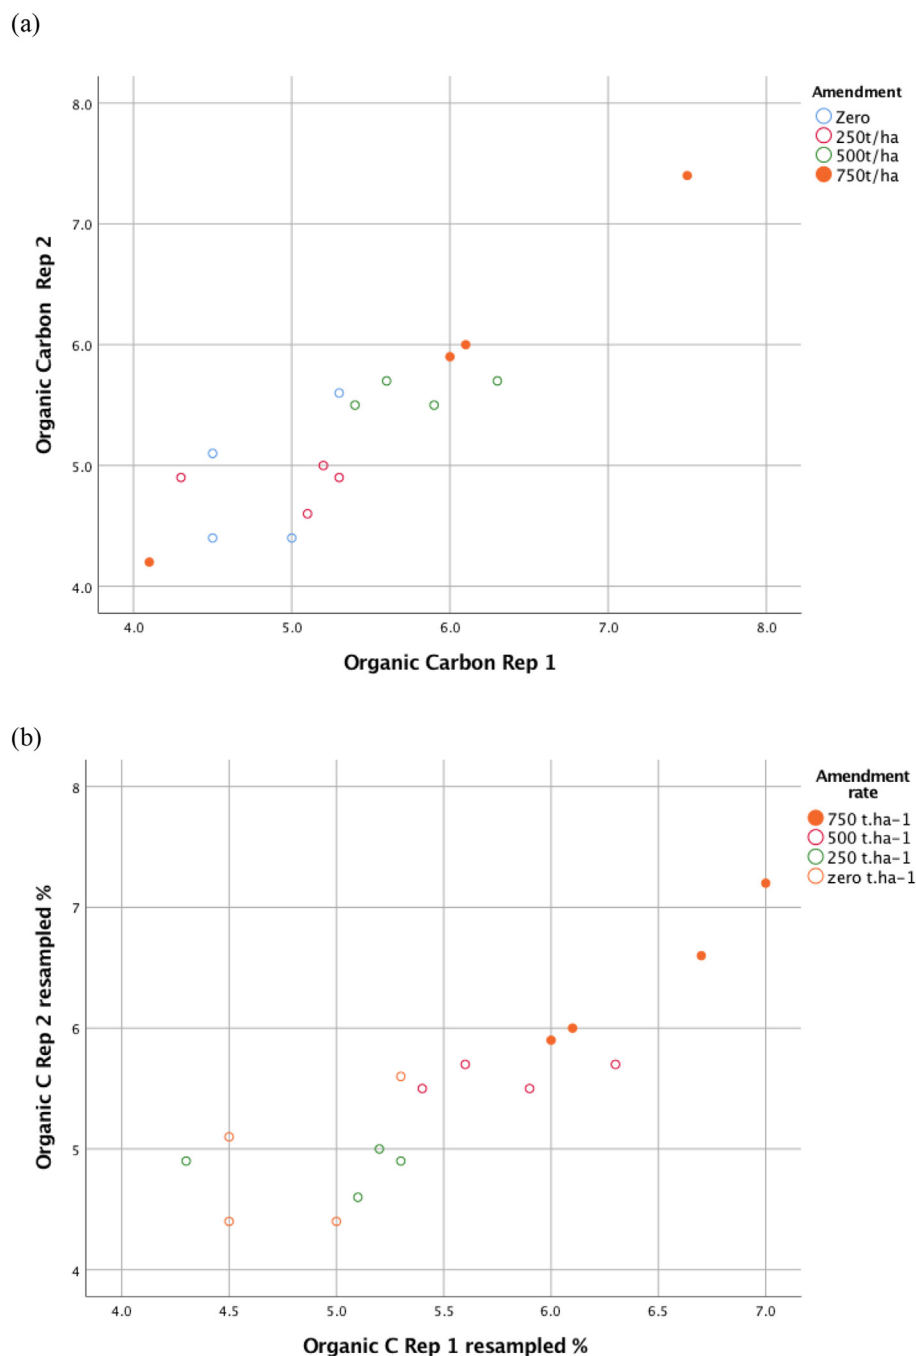 (a)
Amendment
Zero
250t/ha
500t/ha
750t/ha
8.0
7.0
6.0
5.0
4.0
Organic Carbon Rep 2
4.0 5.0 6.0 7.0 8.0
Organic Carbon Rep 1
(b)
Amendment
rate
750 t.ha-1
500 t.ha-1
250 t.ha-1
zero t.ha-1
8
7
6
5
4
Organic C Rep 2 resampled %
4.0 4.5 5.0 5.5 6.0 6.5 7.0
Organic C Rep 1 resampled %